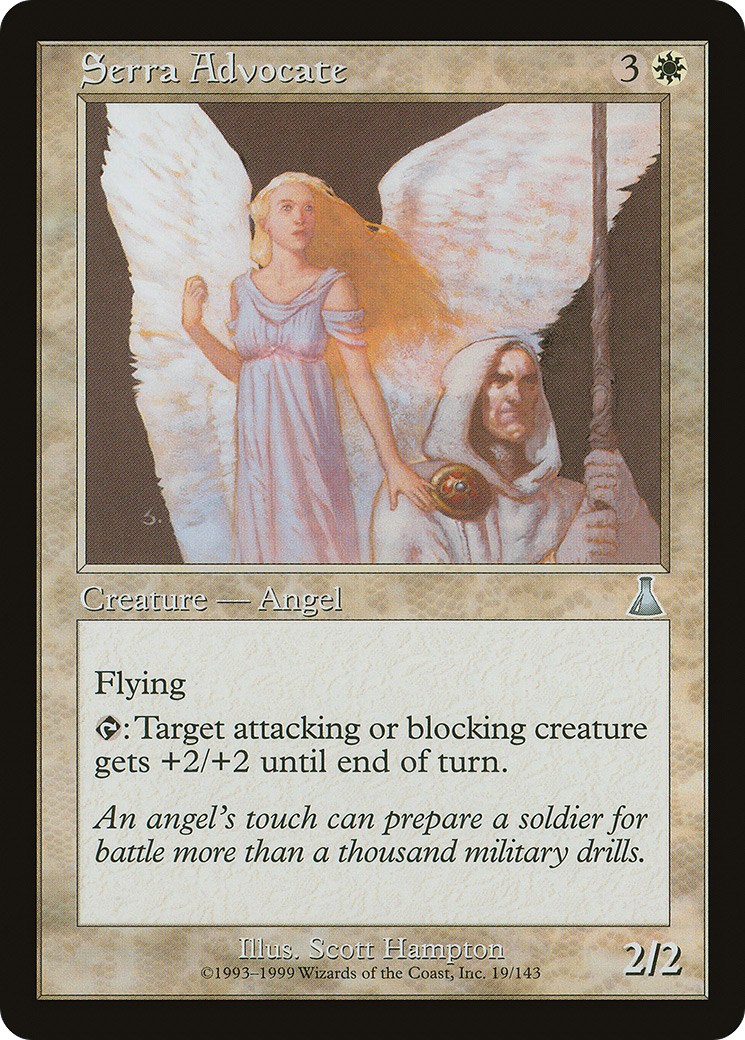 Serra Advocate 3
S.
Creature — Angel
Flying
: Target attacking or blocking creature
gets +2/+2 until end of turn.
An angel's touch can prepare a soldier for
battle more than a thousand military drills.
Illus. Scott Hampton
©1993–1999 Wizards of the Coast, Inc. 19/143
2/2